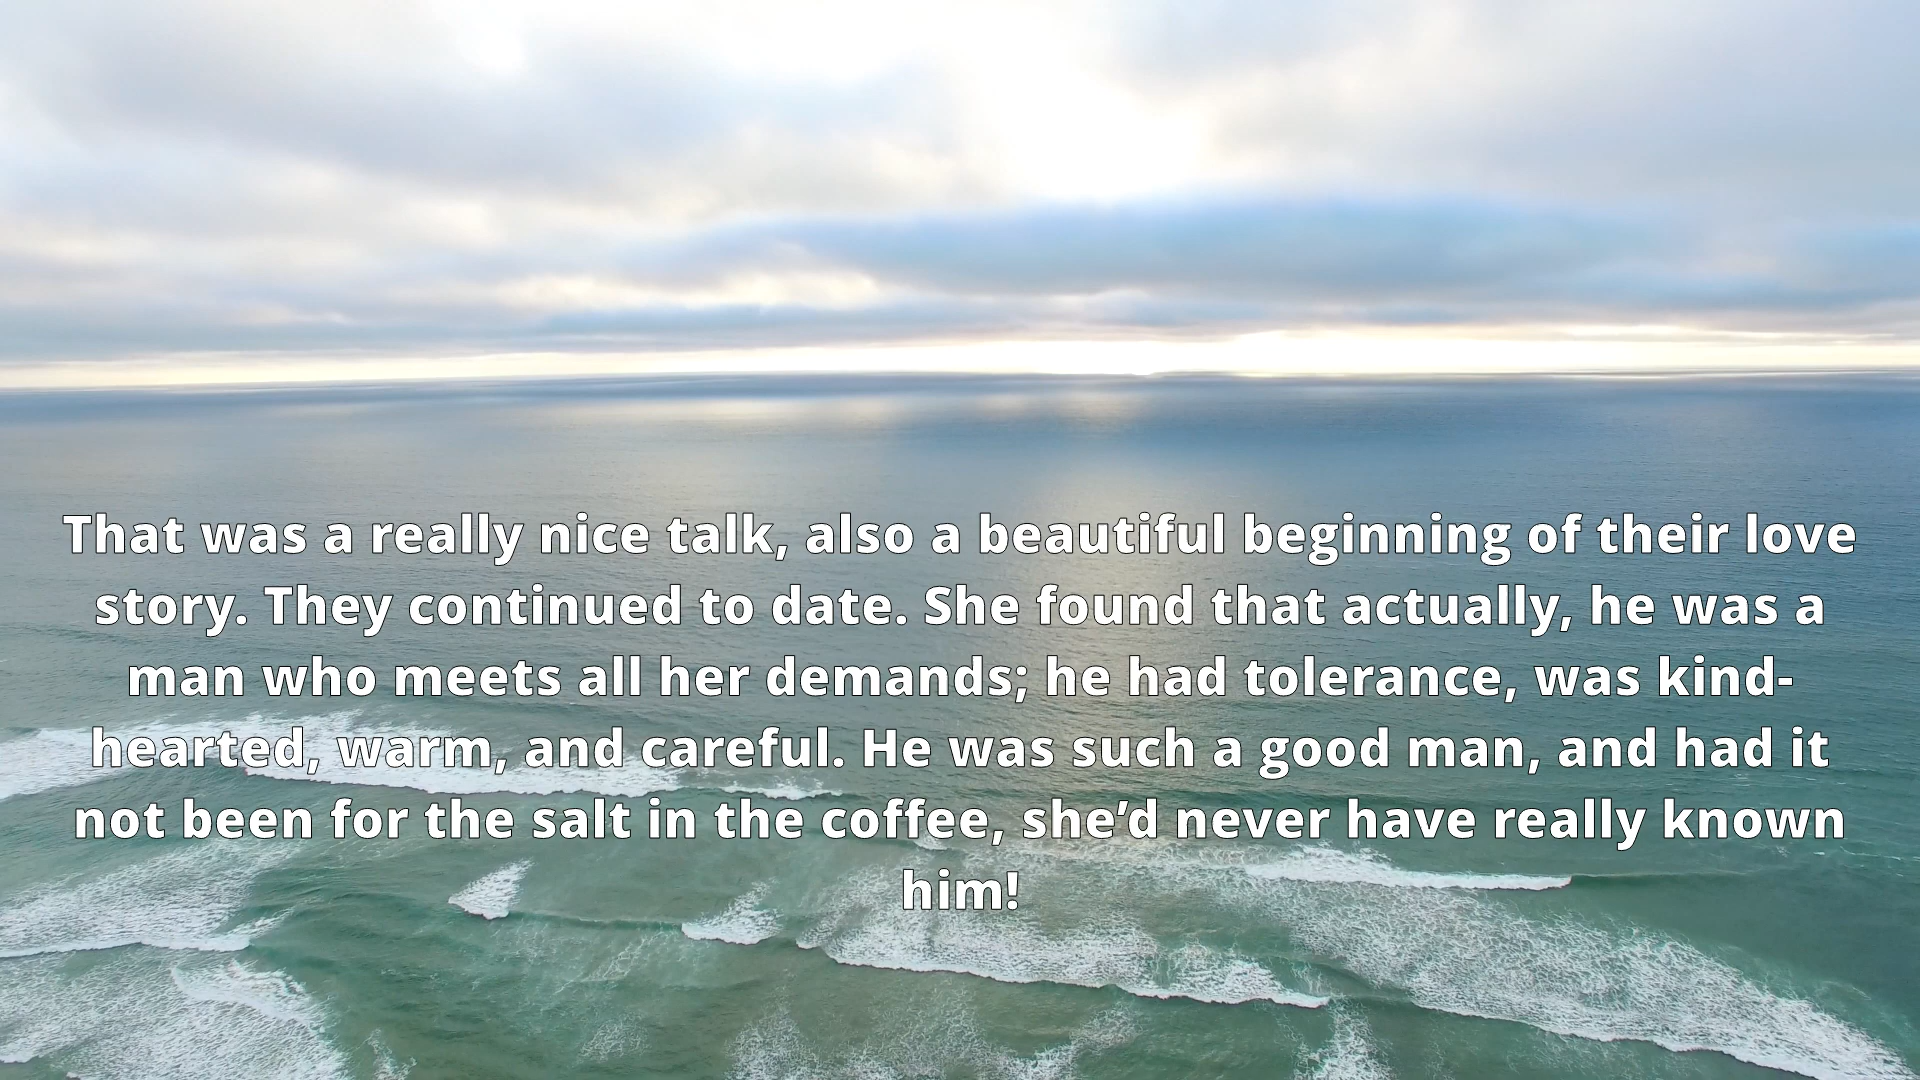 That was a really nice talk, also a beautiful beginning of their love
story. They continued to date. She found that actually, he was a
man who meets all her demands; he had tolerance, was kind-
hearted, warm, and careful. He was such a good man, and had it
not been for the salt in the coffee, she’d never have really known
him!